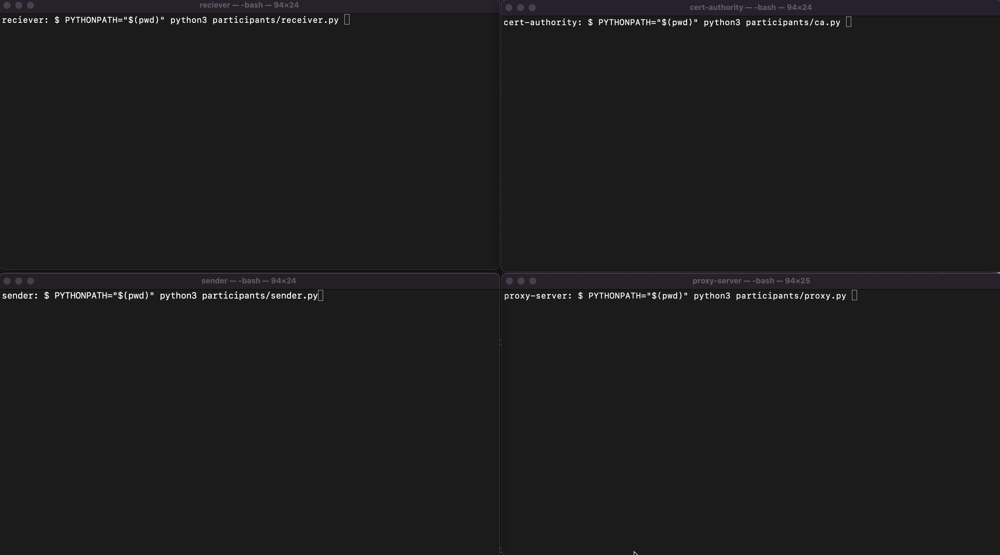 reciever — -bash — 94×24
reciever: $ PYTHONPATH="$(pwd)" python3 participants/receiver.py
cert-authority — -bash — 94×24
cert-authority: $ PYTHONPATH="$(pwd)" python3 participants/ca.py
sender — -bash — 94×24
sender: $ PYTHONPATH="$(pwd)" python3 participants/sender.py
proxy-server — -bash — 94×25
proxy-server: $ PYTHONPATH="$(pwd)" python3 participants/proxy.py